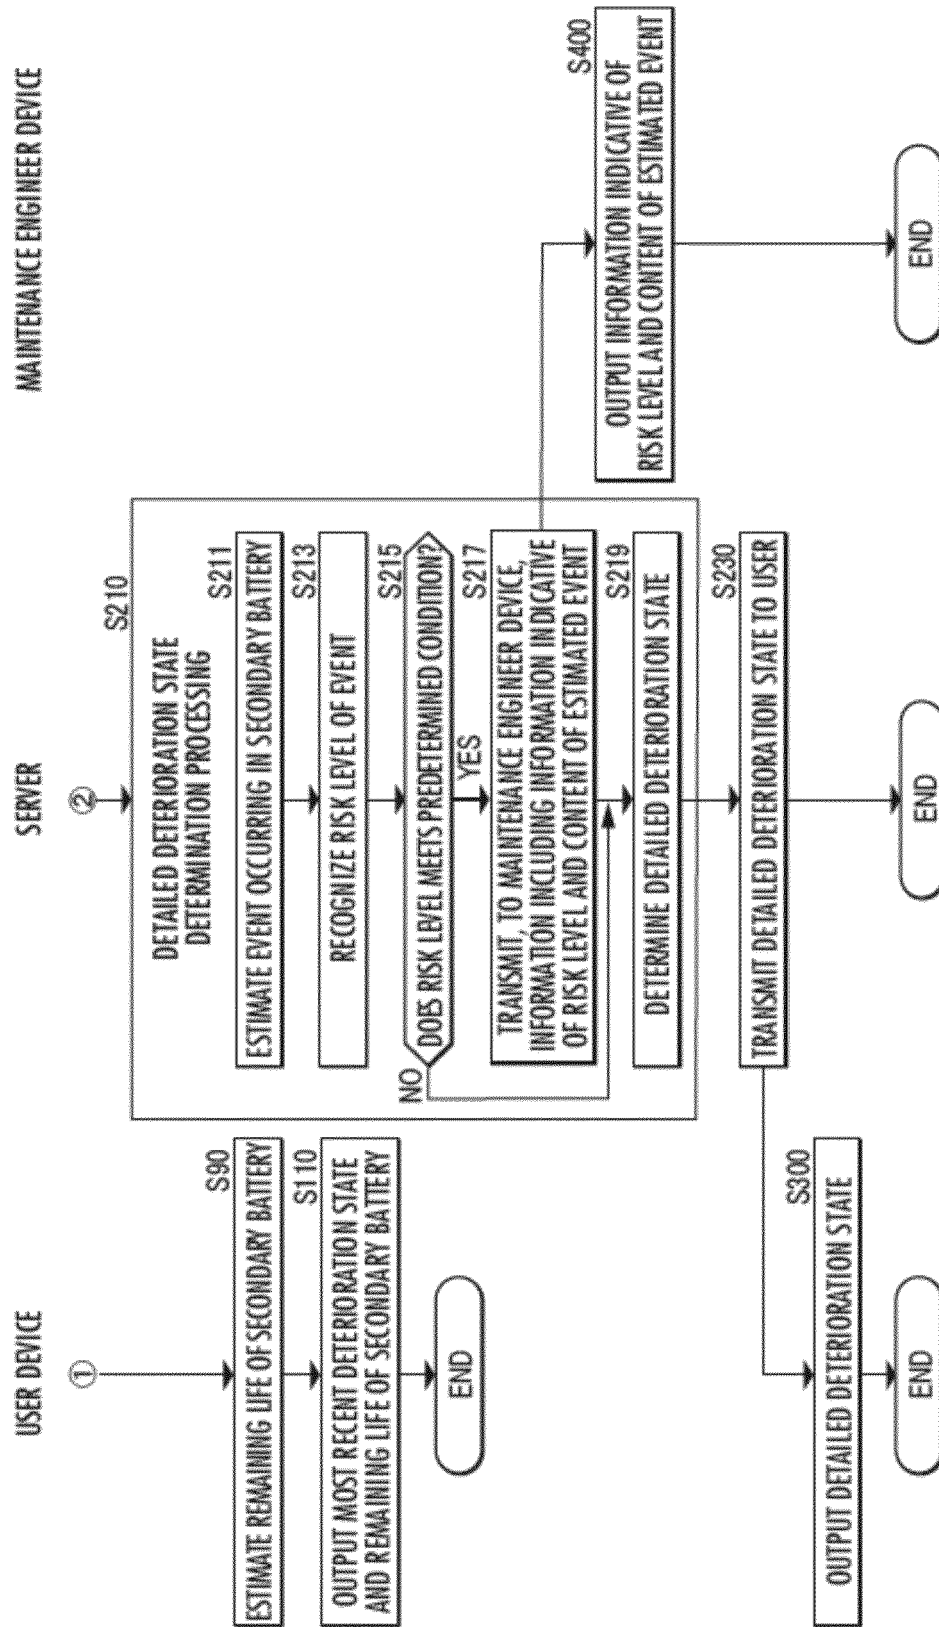 USER DEVICE
①
S90
ESTIMATE REMAINING LIFE OF SECONDARY BATTERY
S110
OUTPUT MOST RECENT DETERIORATION STATE
AND REMAINING LIFE OF SECONDARY BATTERY
END
S300
OUTPUT DETAILED DETERIORATION STATE
END
SERVER
②
S210
DETAILED DETERIORATION STATE
DETERMINATION PROCESSING
S211
ESTIMATE EVENT OCCURRING IN SECONDARY BATTERY
S213
RECOGNIZE RISK LEVEL OF EVENT
S215
DOES RISK LEVEL MEETS PREDETERMINED CONDITION?
NO
YES
S217
TRANSMIT, TO MAINTENANCE ENGINEER DEVICE,
INFORMATION INCLUDING INFORMATION INDICATIVE
OF RISK LEVEL AND CONTENT OF ESTIMATED EVENT
S219
DETERMINE DETAILED DETERIORATION STATE
S230
TRANSMIT DETAILED DETERIORATION STATE TO USER
END
MAINTENANCE ENGINEER DEVICE
S400
OUTPUT INFORMATION INDICATIVE OF
RISK LEVEL AND CONTENT OF ESTIMATED EVENT
END